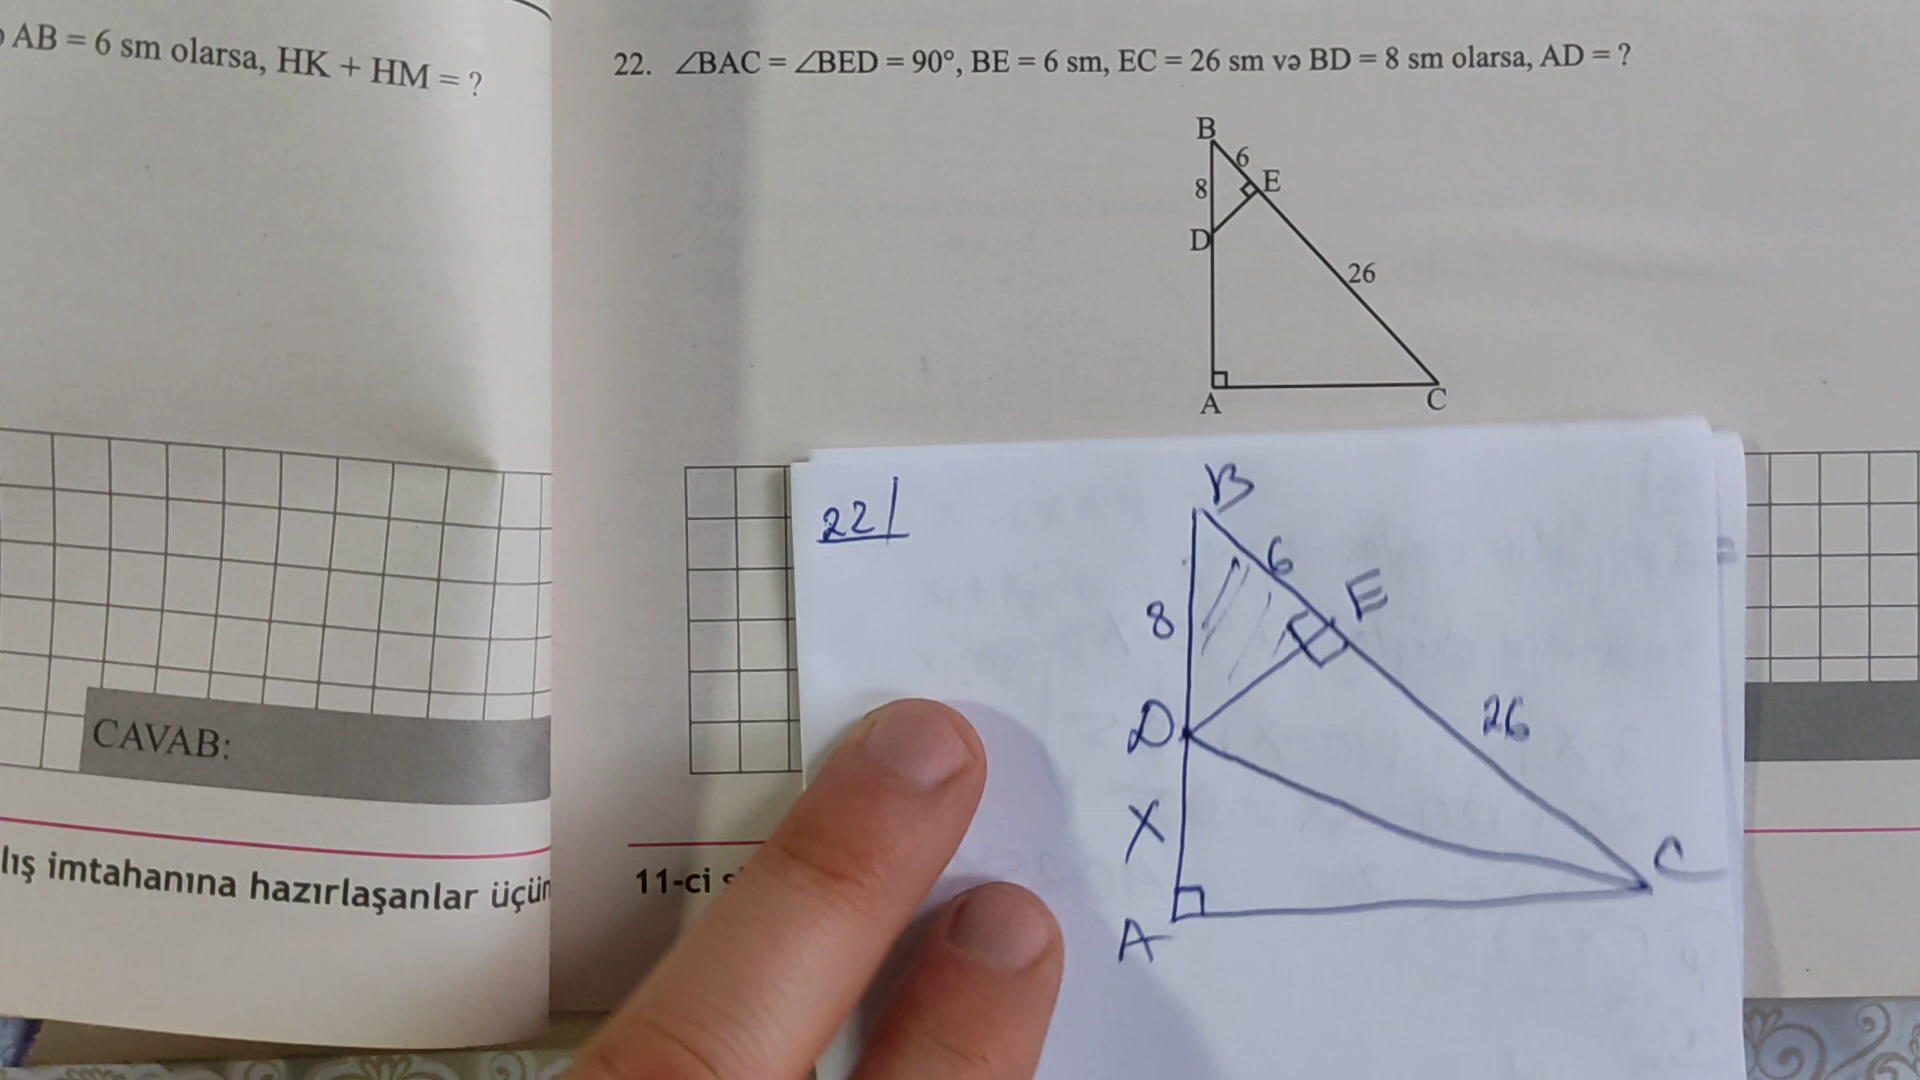 AB = 6 sm olarsa, HK + HM = ?
CAVAB:
lış imtahanına hazırlaşanlar üçün
22. ∠BAC = ∠BED = 90°, BE = 6 sm, EC = 26 sm və BD = 8 sm olarsa, AD = ?
B
6
8
E
D
26
A
C
22
B
6
E
8
26
D
X
C
A
11-ci